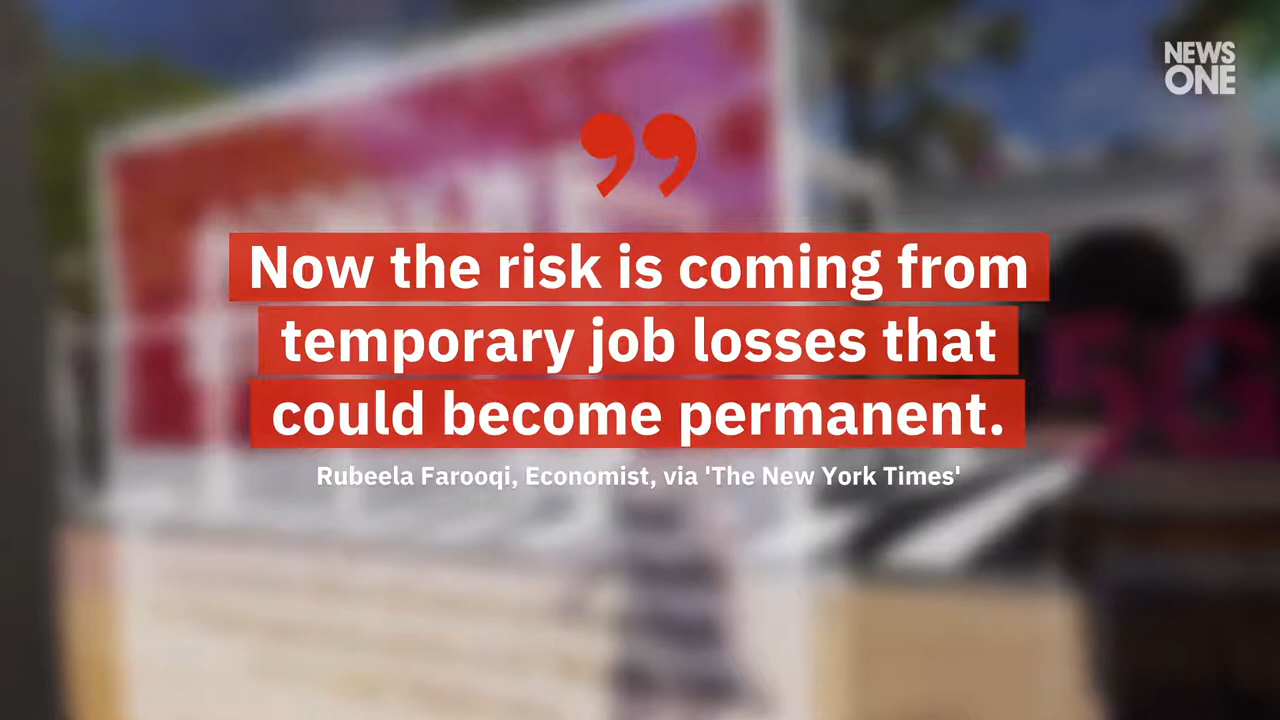 NEWS
ONE
Now the risk is coming from
temporary job losses that
could become permanent.
Rubeela Farooqi, Economist, via 'The New York Times'
5G